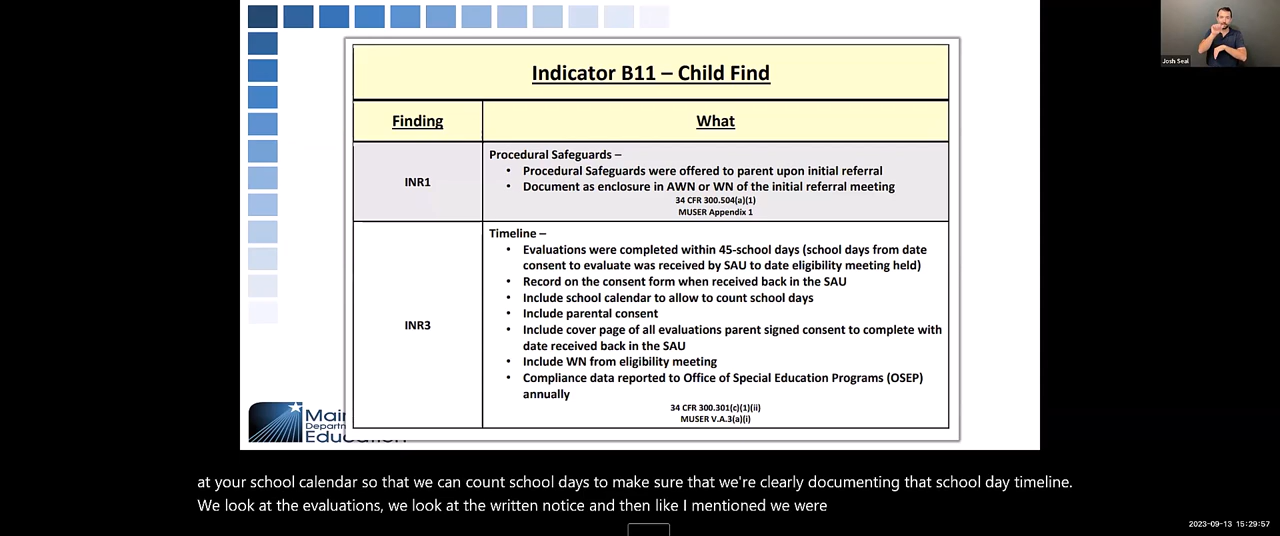 Indicator B11 – Child Find
Finding
What
INR1
Procedural Safeguards –
• Procedural Safeguards were offered to parent upon initial referral
• Document as enclosure in AWN or WN of the initial referral meeting
34 CFR 300.504(a)(1)
MUSER Appendix 1
INR3
Timeline –
• Evaluations were completed within 45-school days (school days from date
consent to evaluate was received by SAU to date eligibility meeting held)
• Record on the consent form when received back in the SAU
• Include school calendar to allow to count school days
• Include parental consent
• Include cover page of all evaluations parent signed consent to complete with
date received back in the SAU
• Include WN from eligibility meeting
• Compliance data reported to Office of Special Education Programs (OSEP)
annually
34 CFR 300.301(c)(1)(ii)
MUSER V.A.3(a)(i)
Josh Seal
at your school calendar so that we can count school days to make sure that we're clearly documenting that school day timeline.
We look at the evaluations, we look at the written notice and then like I mentioned we were
2023-09-13 15:29:57